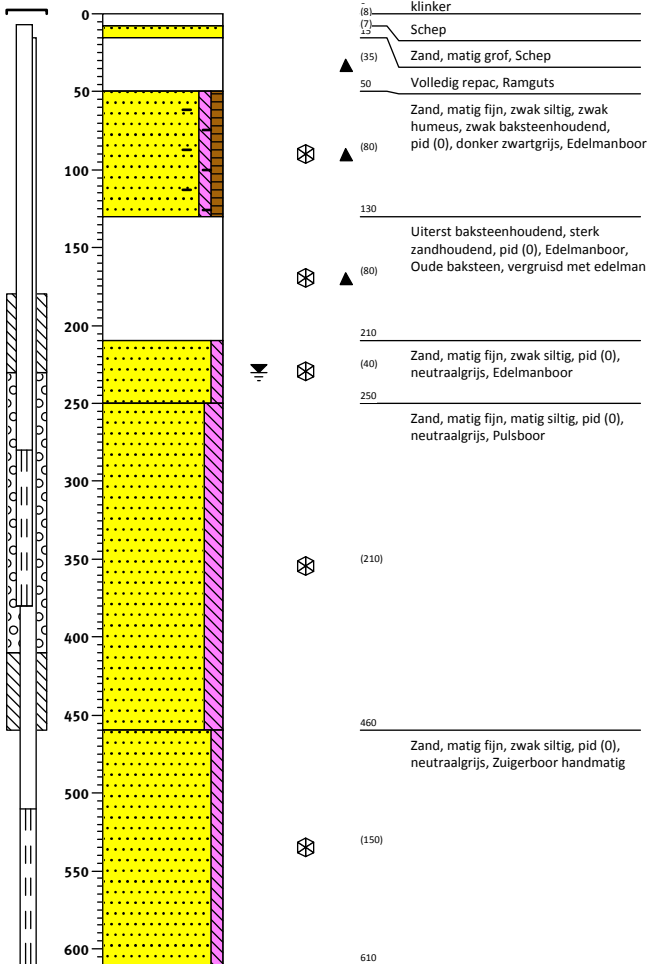 0
50
100
150
200
250
300
350
400
450
500
550
600
klinker
(8)
(7)
Schep
15
(35)
Zand, matig grof, Schep
50
Volledig repac, Ramguts
Zand, matig fijn, zwak siltig, zwak
humeus, zwak baksteenhoudend,
(80)
pid (0), donker zwartgrijs, Edelmanboor
130
Uiterst baksteenhoudend, sterk
zandhoudend, pid (0), Edelmanboor,
(80)
Oude baksteen, vergruisd met edelman
210
Zand, matig fijn, zwak siltig, pid (0),
(40)
neutraalgrijs, Edelmanboor
250
Zand, matig fijn, matig siltig, pid (0),
neutraalgrijs, Pulsboor
(210)
460
Zand, matig fijn, zwak siltig, pid (0),
neutraalgrijs, Zuigerboor handmatig
(150)
610